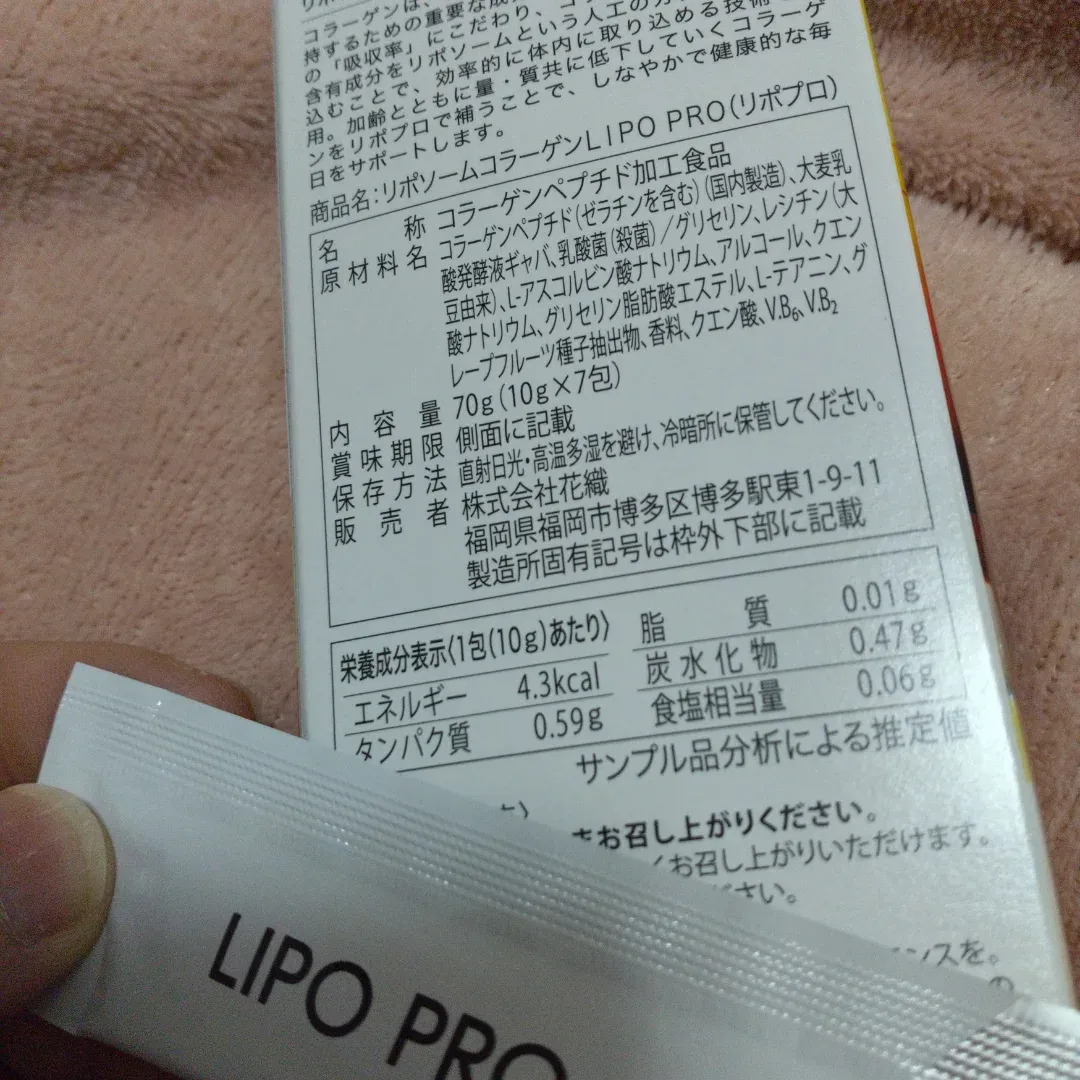 コラーゲンは、
するための重要な成
の「吸収率」にこだわり、コ
含有成分をリポソームという人工の
込むことで、効率的に体内に取り込める技術
用。加齢とともに量・質共に低下していくコラーゲ
ンをリポプロで補うことで、しなやかで健康的な毎
日をサポートします。
商品名:リポソームコラーゲンLIPO PRO(リポプロ)
名称 コラーゲンペプチド加工食品
原材料名 コラーゲンペプチド(ゼラチンを含む)(国内製造)、大麦乳
酸発酵液ギャバ、乳酸菌(殺菌)/グリセリン、レシチン(大
豆由来)、L-アスコルビン酸ナトリウム、アルコール、クエン
酸ナトリウム、グリセリン脂肪酸エステル、L-テアニン、グ
レープフルーツ種子抽出物、香料、クエン酸、V.B₆、V.B₂
内容量 70g(10g×7包)
賞味期限 側面に記載
保存方法 直射日光・高温多湿を避け、冷暗所に保管してください。
販売者 株式会社花織
福岡県福岡市博多区博多駅東1-9-11
製造所固有記号は枠外下部に記載
栄養成分表示〈1包(10g)あたり〉
エネルギー 4.3kcal
タンパク質 0.59g
脂質 0.01g
炭水化物 0.47g
食塩相当量 0.06g
サンプル品分析による推定値
お召し上がりください。
お召し上がりいただけます。
さい。
ンスを。
の
LIPO PRO